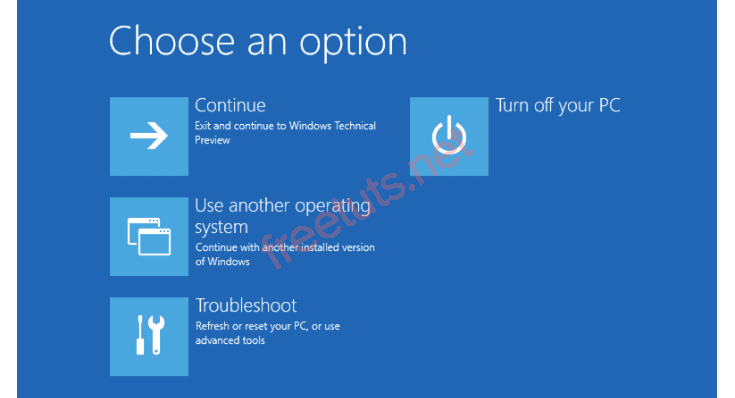 Choose an option
Continue
Exit and continue to Windows Technical
Preview
Turn off your PC
Use another operating
system
Continue with another installed version
of Windows
Troubleshoot
Refresh or reset your PC, or use
advanced tools
freetuts.net